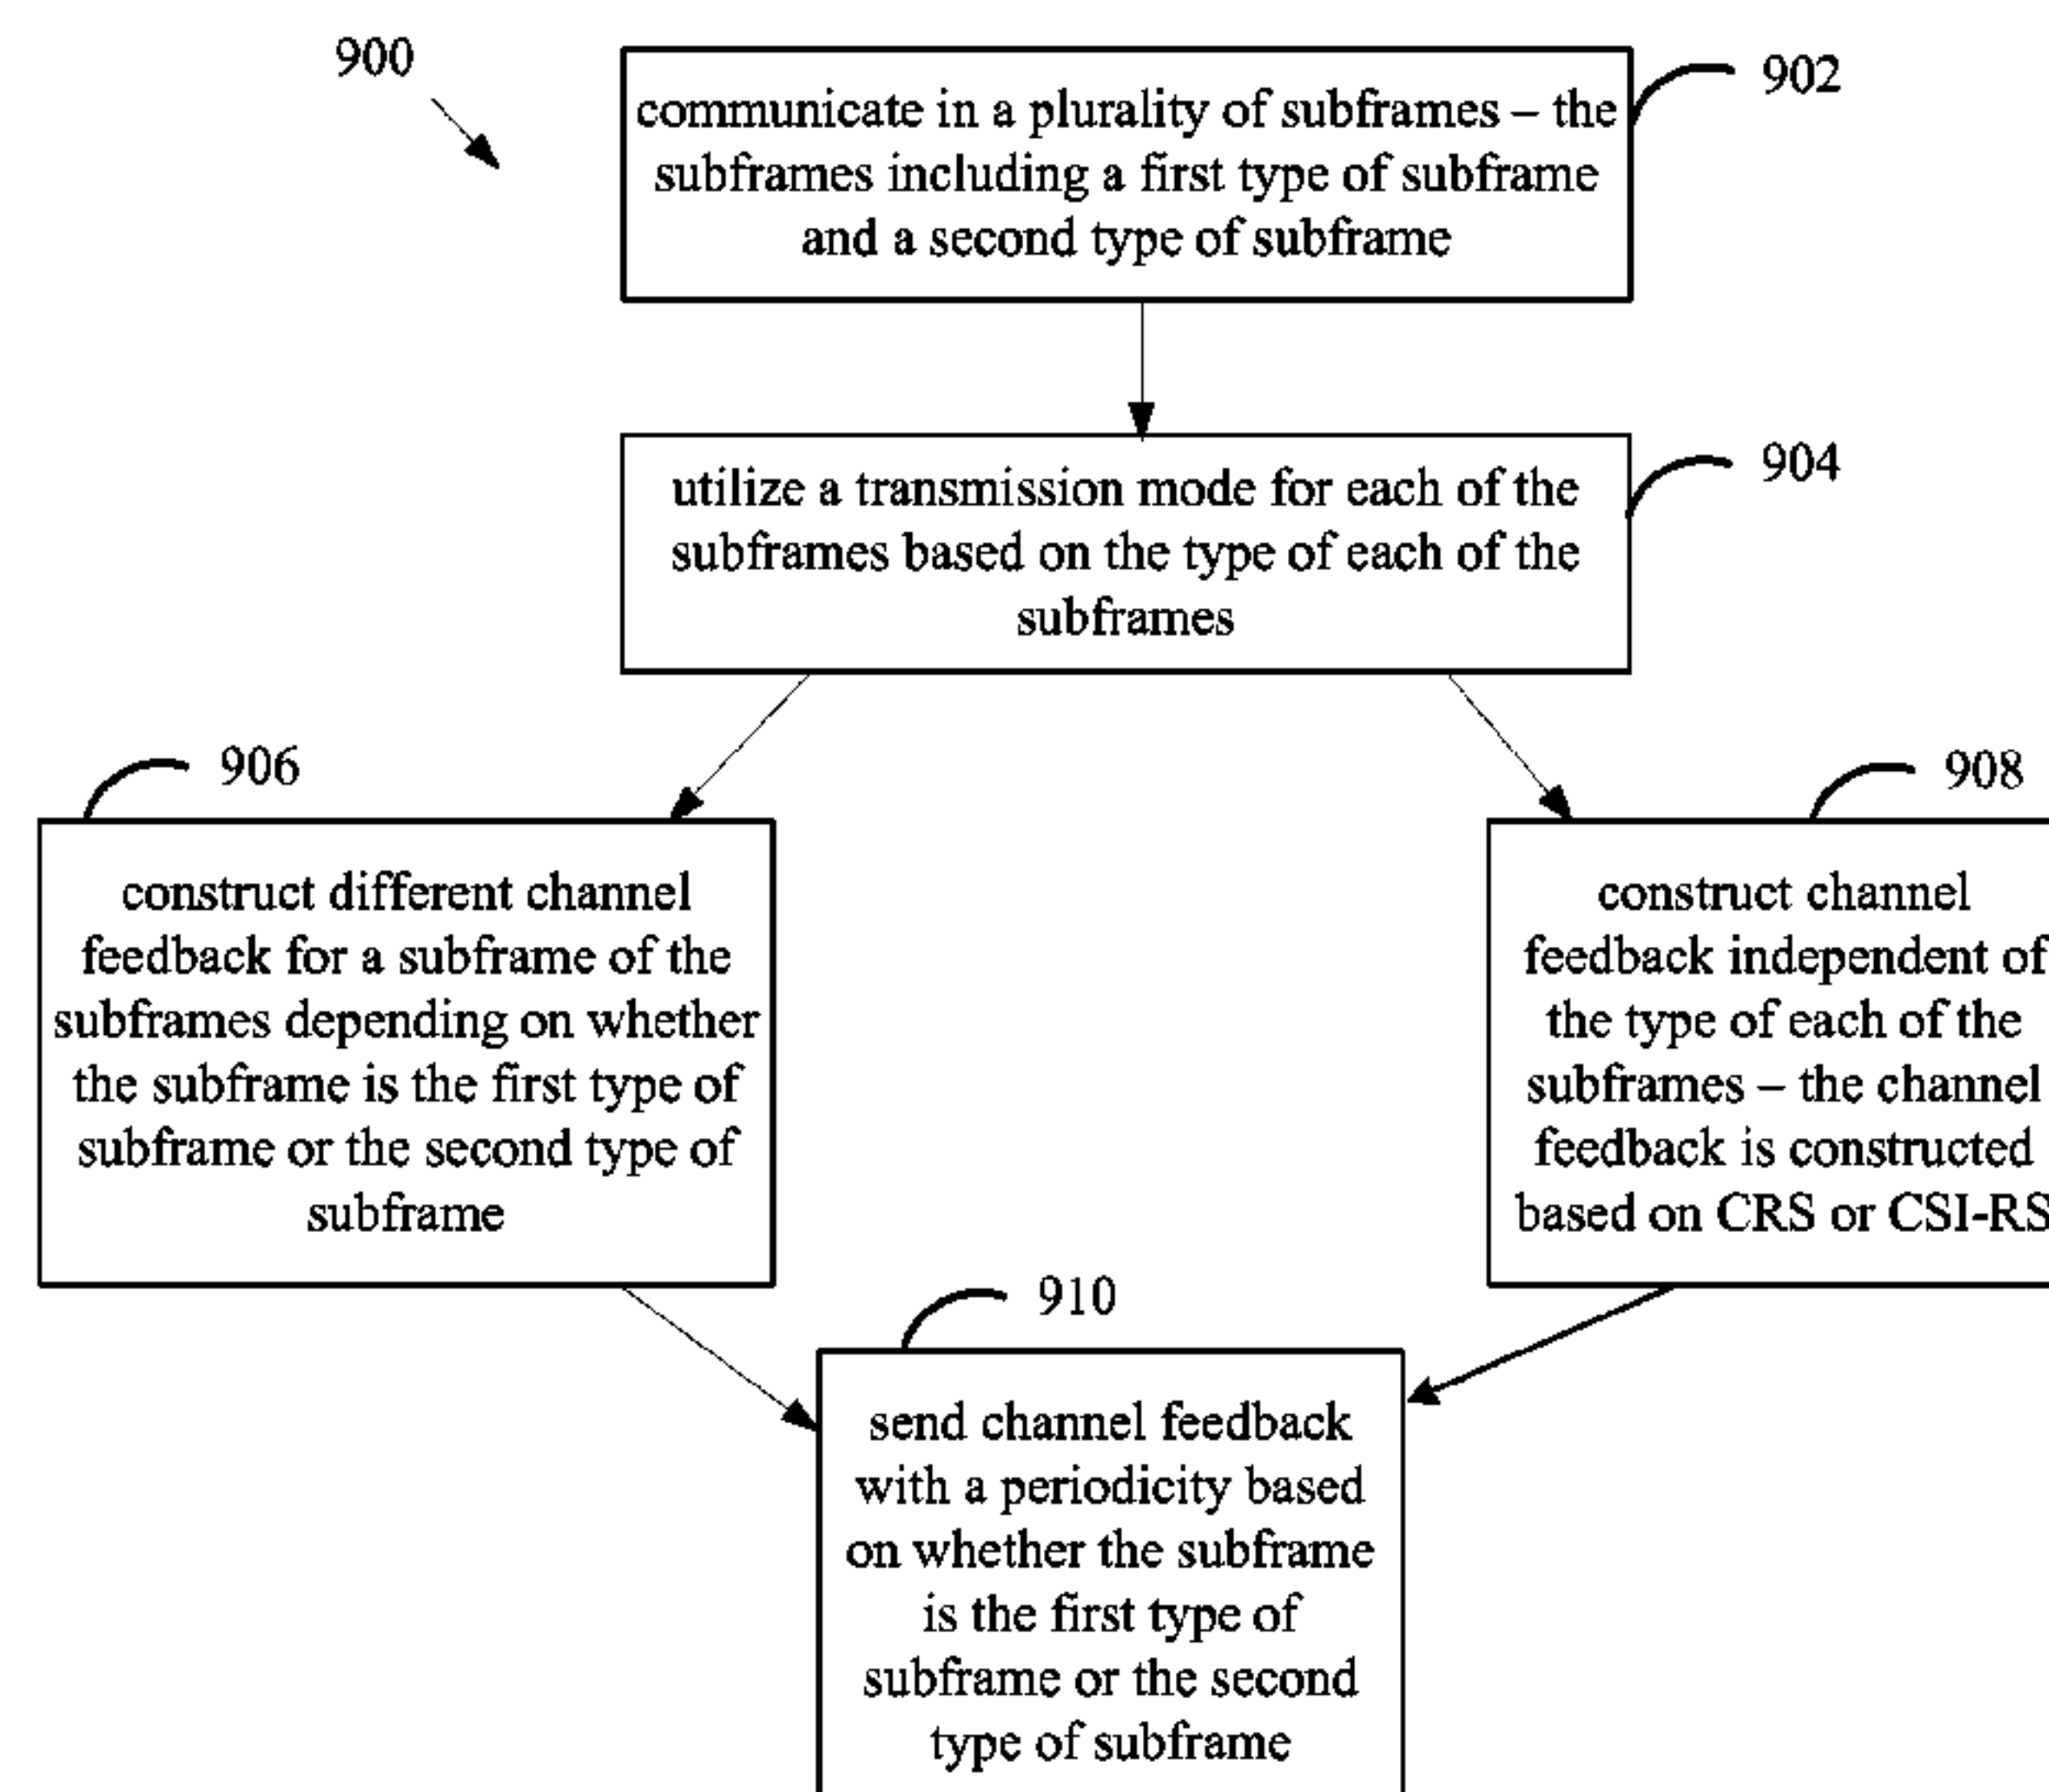 900
902
communicate in a plurality of subframes – the
subframes including a first type of subframe
and a second type of subframe
904
utilize a transmission mode for each of the
subframes based on the type of each of the
subframes
906
construct different channel
feedback for a subframe of the
subframes depending on whether
the subframe is the first type of
subframe or the second type of
subframe
908
construct channel
feedback independent of
the type of each of the
subframes – the channel
feedback is constructed
based on CRS or CSI-RS
910
send channel feedback
with a periodicity based
on whether the subframe
is the first type of
subframe or the second
type of subframe